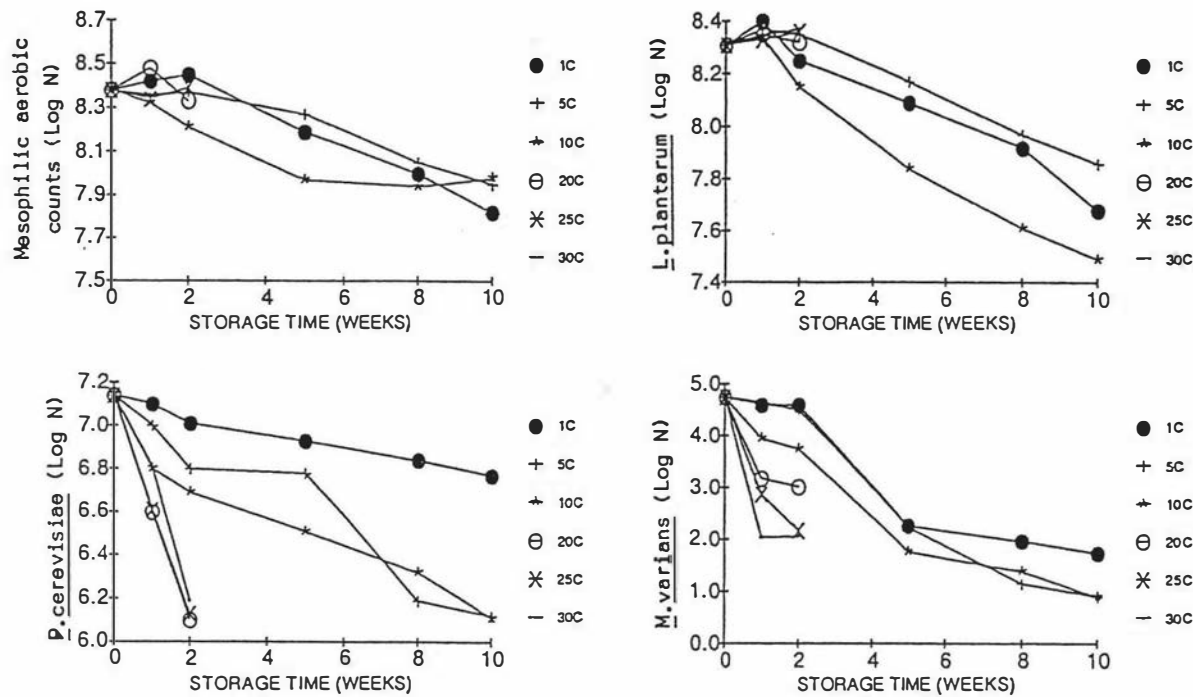 Mesophilic aerobic
counts (Log N)
8.7
8.5
8.3
8.1
7.9
7.7
7.5
0 2 4 6 8 10
STORAGE TIME (WEEKS)
1C
5C
10C
20C
25C
30C
L.plantarum (Log N)
8.4
8.2
8.0
7.8
7.6
7.4
0 2 4 6 8 10
STORAGE TIME (WEEKS)
1C
5C
10C
20C
25C
30C
P.cerevisiae (Log N)
7.2
7.0
6.8
6.6
6.4
6.2
6.0
0 2 4 6 8 10
STORAGE TIME (WEEKS)
1C
5C
10C
20C
25C
30C
M.varians (Log N)
5.0
4.0
3.0
2.0
1.0
0.0
0 2 4 6 8 10
STORAGE TIME (WEEKS)
1C
5C
10C
20C
25C
30C